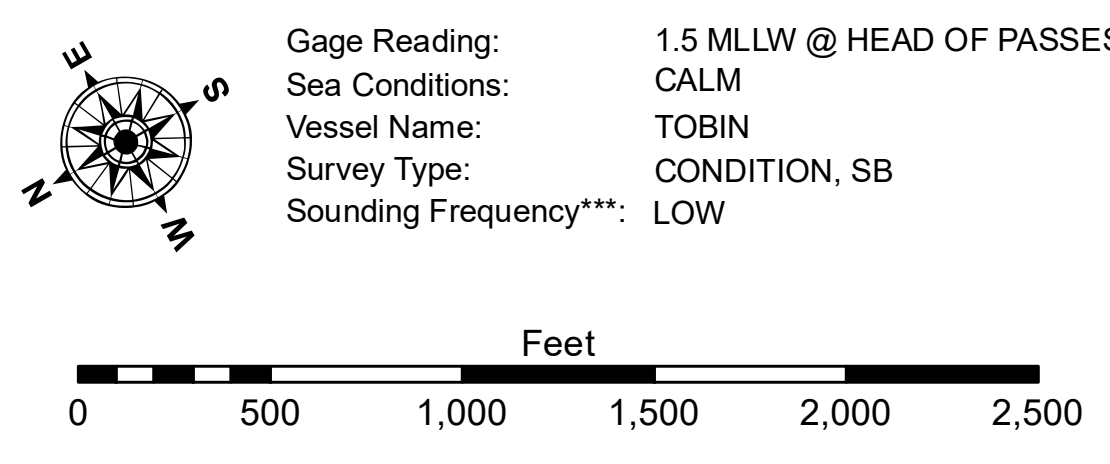 E
S
N
W
Gage Reading: 1.5 MLLW @ HEAD OF PASSES
Sea Conditions: CALM
Vessel Name: TOBIN
Survey Type: CONDITION, SB
Sounding Frequency***: LOW
Feet
0 500 1,000 1,500 2,000 2,500